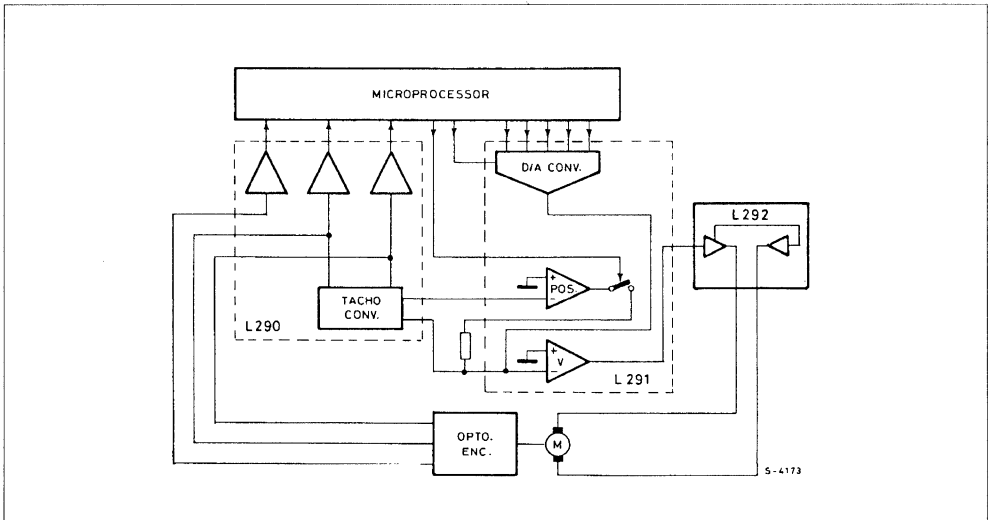 MICROPROCESSOR
D/A CONV.
L292
+
POS.
-
TACHO
CONV.
L290
+
V
-
L291
OPTO.
ENC.
M
S-4173